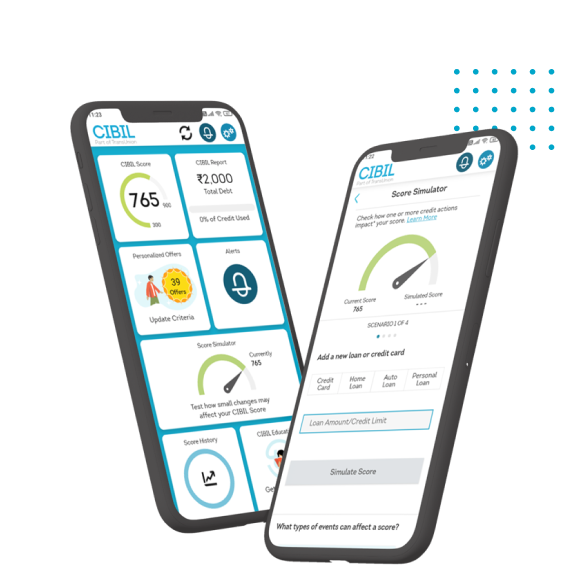 11:23
CIBIL
Part of TransUnion
CIBIL Score
765
900
300
CIBIL Report
₹2,000
Total Debt
0% of Credit Used
Personalized Offers
39
Offers
Update Criteria
Alerts
Score Simulator
Currently
765
Test how small changes may
affect your CIBIL Score
Score History
CIBIL
11:23
CIBIL
Part of TransUnion
Score Simulator
Check how one or more credit actions
impact* your score. Learn More
Current Score
765
Simulated Score
---
SCENARIO 1 OF 4
Add a new loan or credit card
Credit
Card
Home
Loan
Auto
Loan
Personal
Loan
Loan Amount/Credit Limit
Simulate Score
What types of events can affect a score?